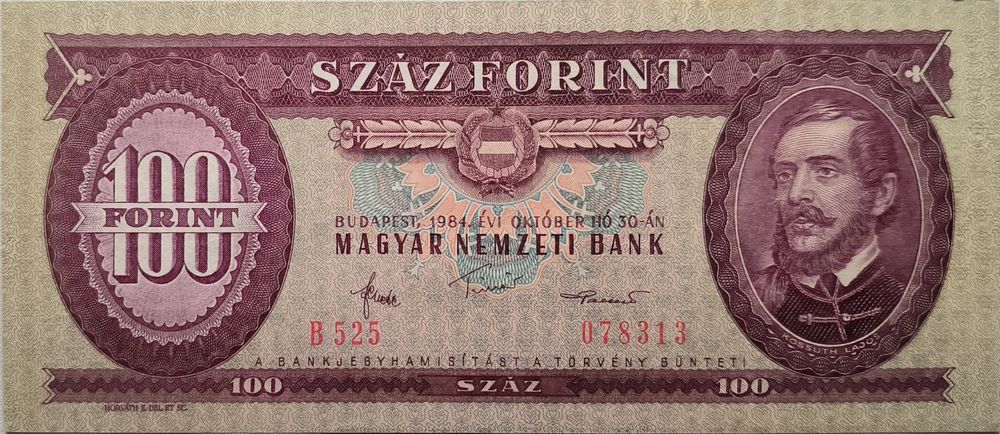 SZÁZ FORINT
100
FORINT
BUDAPEST, 1984. ÉVI OKTÓBER HÓ 30-ÁN
MAGYAR NEMZETI BANK
B 525 078313
KOSSUTH LAJOS
A BANKJEGYHAMISÍTÁST A TÖRVÉNY BÜNTETI
100 SZÁZ 100
HORVÁTH E. DEL. ET SC.